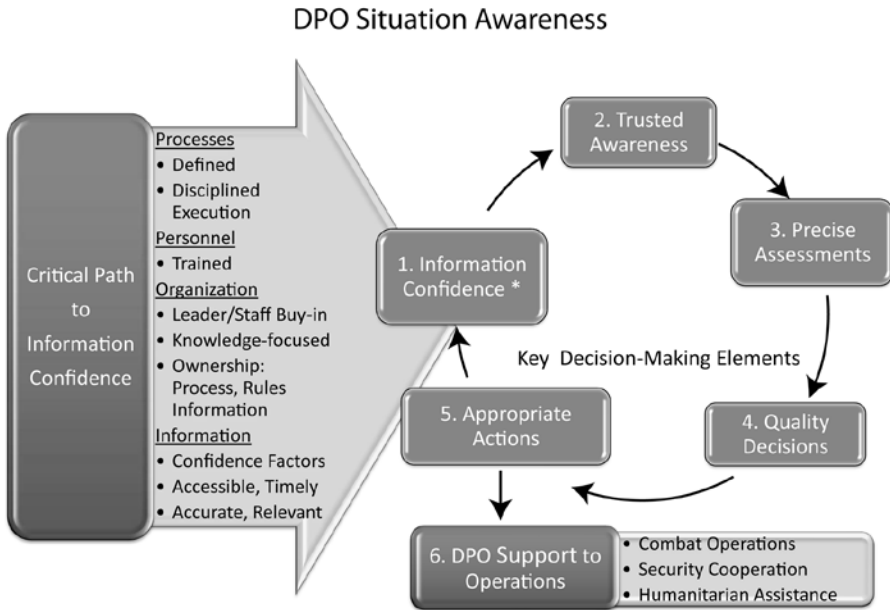 DPO Situation Awareness
Critical Path
to
Information
Confidence
Processes
• Defined
• Disciplined
Execution
Personnel
• Trained
Organization
• Leader/Staff Buy-in
• Knowledge-focused
• Ownership:
Process, Rules
Information
Information
• Confidence Factors
• Accessible, Timely
• Accurate, Relevant
1. Information
Confidence *
2. Trusted
Awareness
3. Precise
Assessments
Key Decision-Making Elements
4. Quality
Decisions
5. Appropriate
Actions
6. DPO Support to
Operations
• Combat Operations
• Security Cooperation
• Humanitarian Assistance